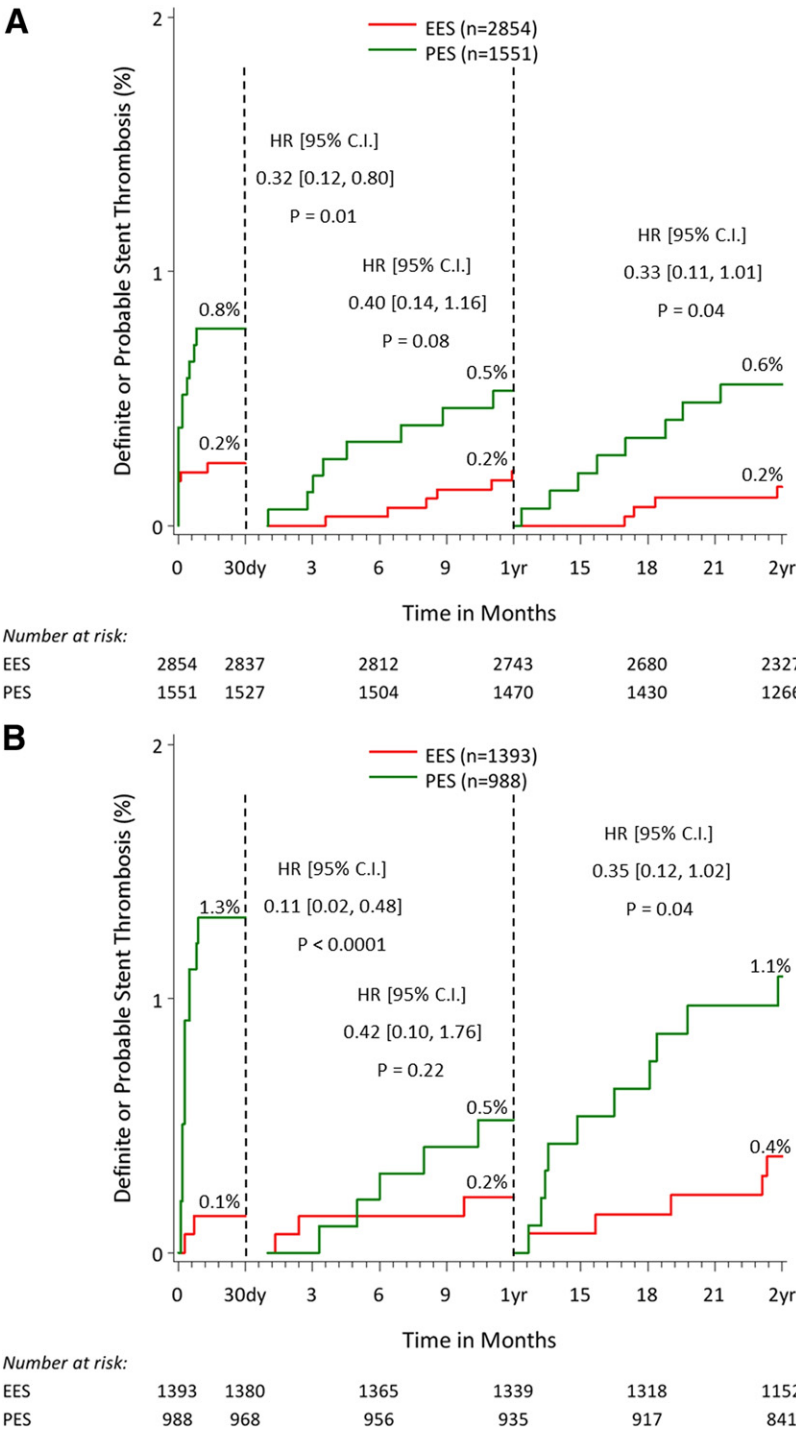 A
2
EES (n=2854)
PES (n=1551)
Definite or Probable Stent Thrombosis (%)
HR [95% C.I.]
0.32 [0.12, 0.80]
P = 0.01
HR [95% C.I.]
0.33 [0.11, 1.01]
P = 0.04
HR [95% C.I.]
0.40 [0.14, 1.16]
P = 0.08
1
0.8%
0.5%
0.6%
0.2%
0.2%
0.2%
0
0 30dy 3 6 9 1yr 15 18 21 2yr
Time in Months
Number at risk:
EES 2854 2837 2812 2743 2680 2327
PES 1551 1527 1504 1470 1430 1266
B
2
EES (n=1393)
PES (n=988)
Definite or Probable Stent Thrombosis (%)
HR [95% C.I.]
0.35 [0.12, 1.02]
P = 0.04
HR [95% C.I.]
0.11 [0.02, 0.48]
P < 0.0001
HR [95% C.I.]
0.42 [0.10, 1.76]
P = 0.22
1.3%
1.1%
1
0.5%
0.4%
0.1%
0.2%
0
0 30dy 3 6 9 1yr 15 18 21 2yr
Time in Months
Number at risk:
EES 1393 1380 1365 1339 1318 1152
PES 988 968 956 935 917 841